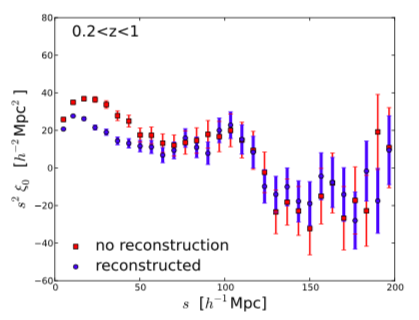 0.2<z<1
80
60
40
20
0
−20
−40
−60
s² ξ₀ [h⁻¹ Mpc²]
no reconstruction
reconstructed
0 50 100 150 200
s [h⁻¹ Mpc]